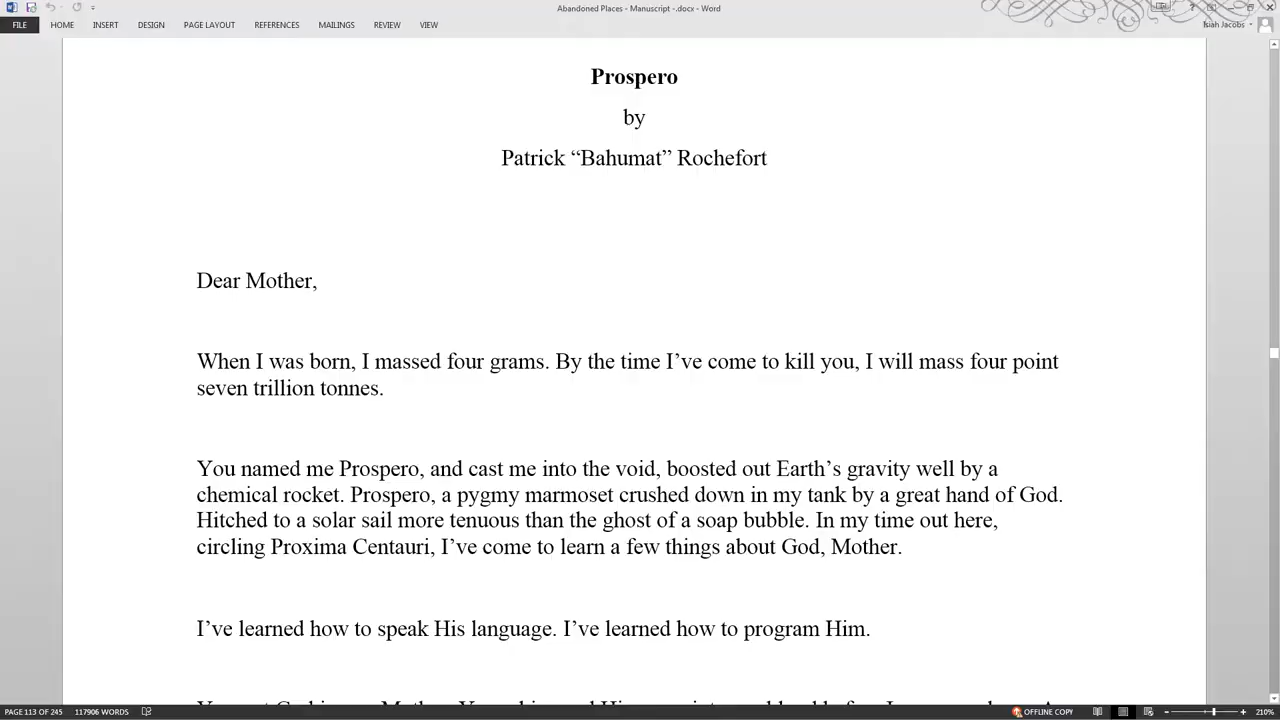 Abandoned Places - Manuscript -.docx - Word
FILE HOME INSERT DESIGN PAGE LAYOUT REFERENCES MAILINGS REVIEW VIEW
Isiah Jacobs
Prospero
by
Patrick “Bahumat” Rochefort
Dear Mother,
When I was born, I massed four grams. By the time I’ve come to kill you, I will mass four point
seven trillion tonnes.
You named me Prospero, and cast me into the void, boosted out Earth’s gravity well by a
chemical rocket. Prospero, a pygmy marmoset crushed down in my tank by a great hand of God.
Hitched to a solar sail more tenuous than the ghost of a soap bubble. In my time out here,
circling Proxima Centauri, I’ve come to learn a few things about God, Mother.
I’ve learned how to speak His language. I’ve learned how to program Him.
PAGE 113 OF 245 117906 WORDS
OFFLINE COPY
210%